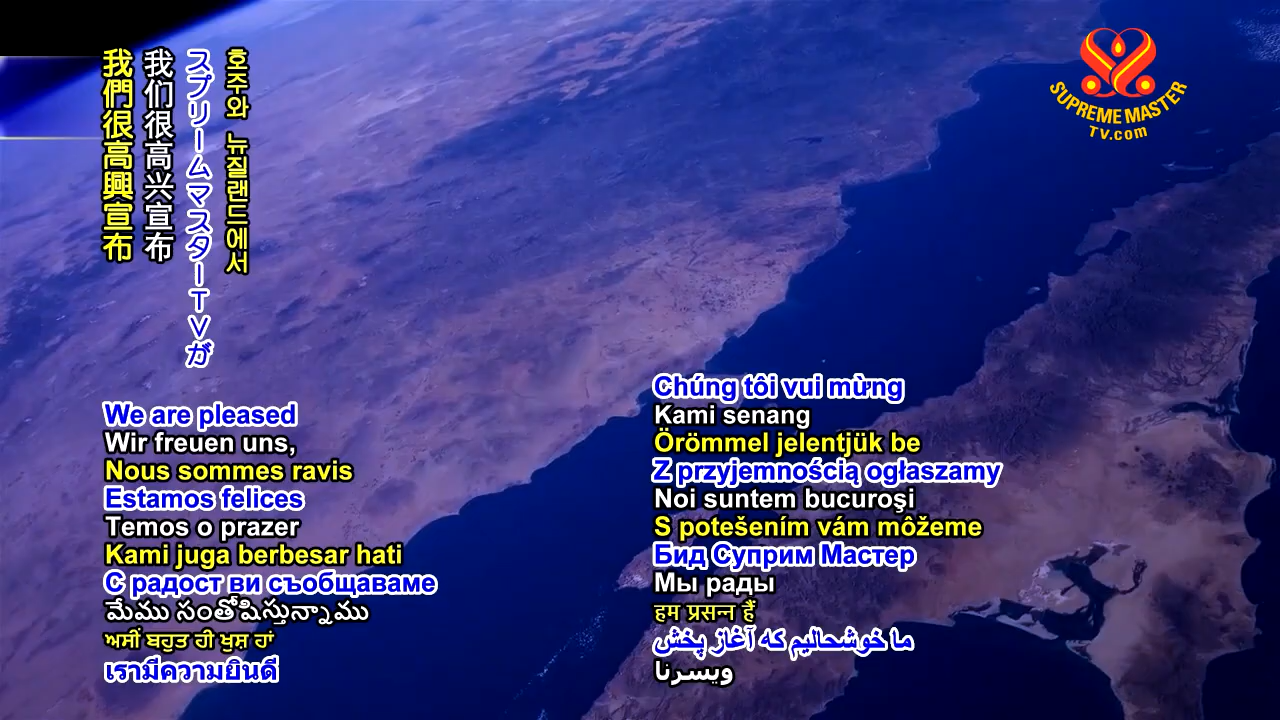 我們很高興宣布
我们很高兴宣布
スプリームマスターTVが
호주와 뉴질랜드에서
SUPREME MASTER
TV.com
We are pleased
Wir freuen uns,
Nous sommes ravis
Estamos felices
Temos o prazer
Kami juga berbesar hati
С радост ви съобщаваме
మేము సంతోషిస్తున్నాము
ਅਸੀਂ ਬਹੁਤ ਹੀ ਖੁਸ਼ ਹਾਂ
เรามีความยินดี
Chúng tôi vui mừng
Kami senang
Örömmel jelentjük be
Z przyjemnością ogłaszamy
Noi suntem bucuroşi
S potešením vám môžeme
Бид Суприм Мастер
Мы рады
हम प्रसन्न हैं
ما خوشحالیم که آغاز پخش
ويسرنا